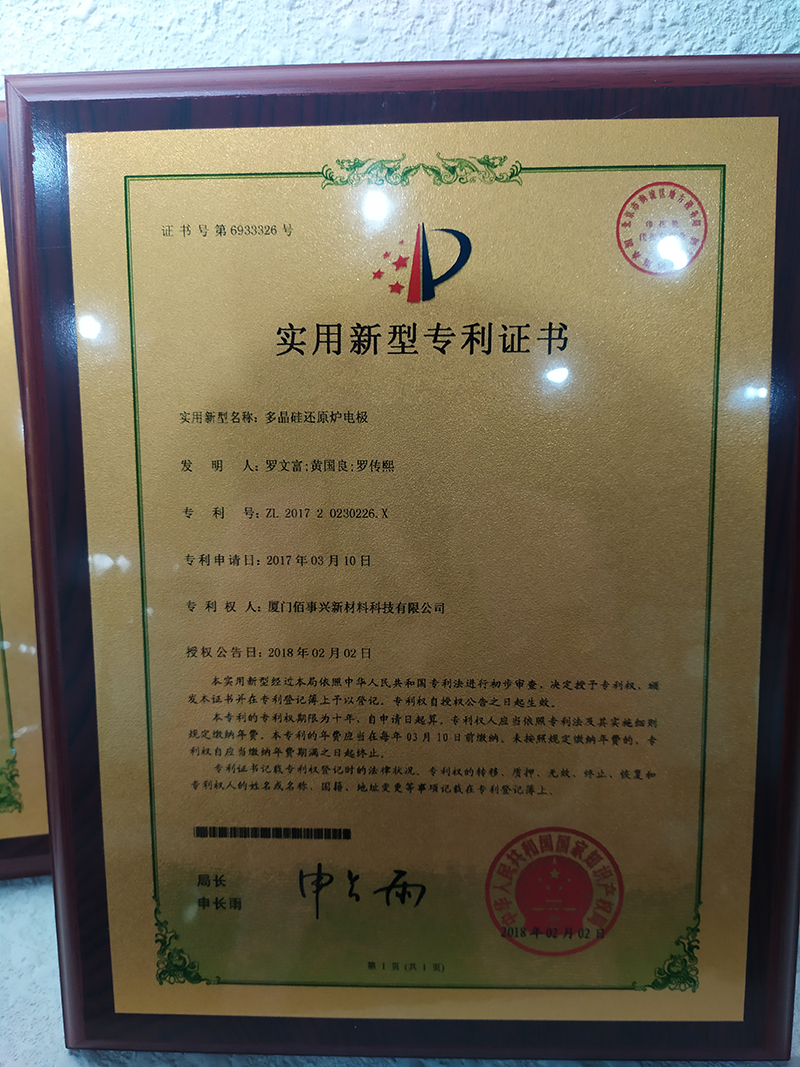 证书号第6933326号
实用新型专利证书
实用新型名称：多晶硅还原炉电极
发 明 人：罗文富;黄国良;罗传熙
专 利 号：ZL 2017 2 0230226.X
专利申请日：2017年03月10日
专 利 权 人：厦门佰事兴新材料科技有限公司
授权公告日：2018年02月02日
本实用新型经过本局依照中华人民共和国专利法进行初步审查，决定授予专利权，颁
发本证书并在专利登记簿上予以登记。专利权自授权公告之日起生效。
本专利的专利权期限为十年，自申请日起算。专利权人应当依照专利法及其实施细则
规定缴纳年费。本专利的年费应当在每年03月10日前缴纳。未按照规定缴纳年费的，专
利权自应当缴纳年费期满之日起终止。
专利证书记载专利权登记时的法律状况。专利权的转移、质押、无效、终止、恢复和
专利权人的姓名或名称、国籍、地址变更等事项记载在专利登记簿上。
局长
申长雨
申长雨
中华人民共和国国家知识产权局
2018年02月02日
第 1 页 (共 1 页)